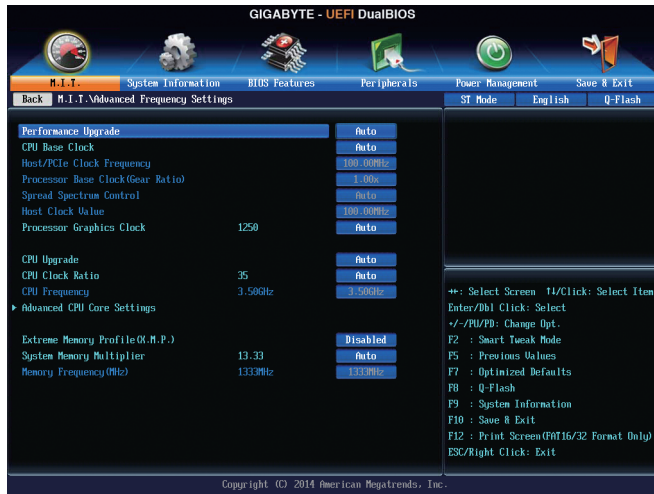 GIGABYTE - UEFI DualBIOS
M.I.T. System Information BIOS Features Peripherals Power Management Save & Exit
Back M.I.T.\Advanced Frequency Settings ST Mode English Q-Flash
Performance Upgrade Auto
CPU Base Clock Auto
Host/PCIe Clock Frequency 100.00MHz
Processor Base Clock(Gear Ratio) 1.00x
Spread Spectrum Control Auto
Host Clock Value 100.00MHz
Processor Graphics Clock 1250 Auto
CPU Upgrade Auto
CPU Clock Ratio 35 Auto
CPU Frequency 3.50GHz 3.50GHz
Advanced CPU Core Settings
Extreme Memory Profile(X.M.P.) Disabled
System Memory Multiplier 13.33 Auto
Memory Frequency(MHz) 1333MHz 1333MHz
→←: Select Screen ↑↓/Click: Select Item
Enter/Dbl Click: Select
+/-/PU/PD: Change Opt.
F2 : Smart Tweak Mode
F5 : Previous Values
F7 : Optimized Defaults
F8 : Q-Flash
F9 : System Information
F10 : Save & Exit
F12 : Print Screen(FAT16/32 Format Only)
ESC/Right Click: Exit
Copyright (C) 2014 American Megatrends, Inc.